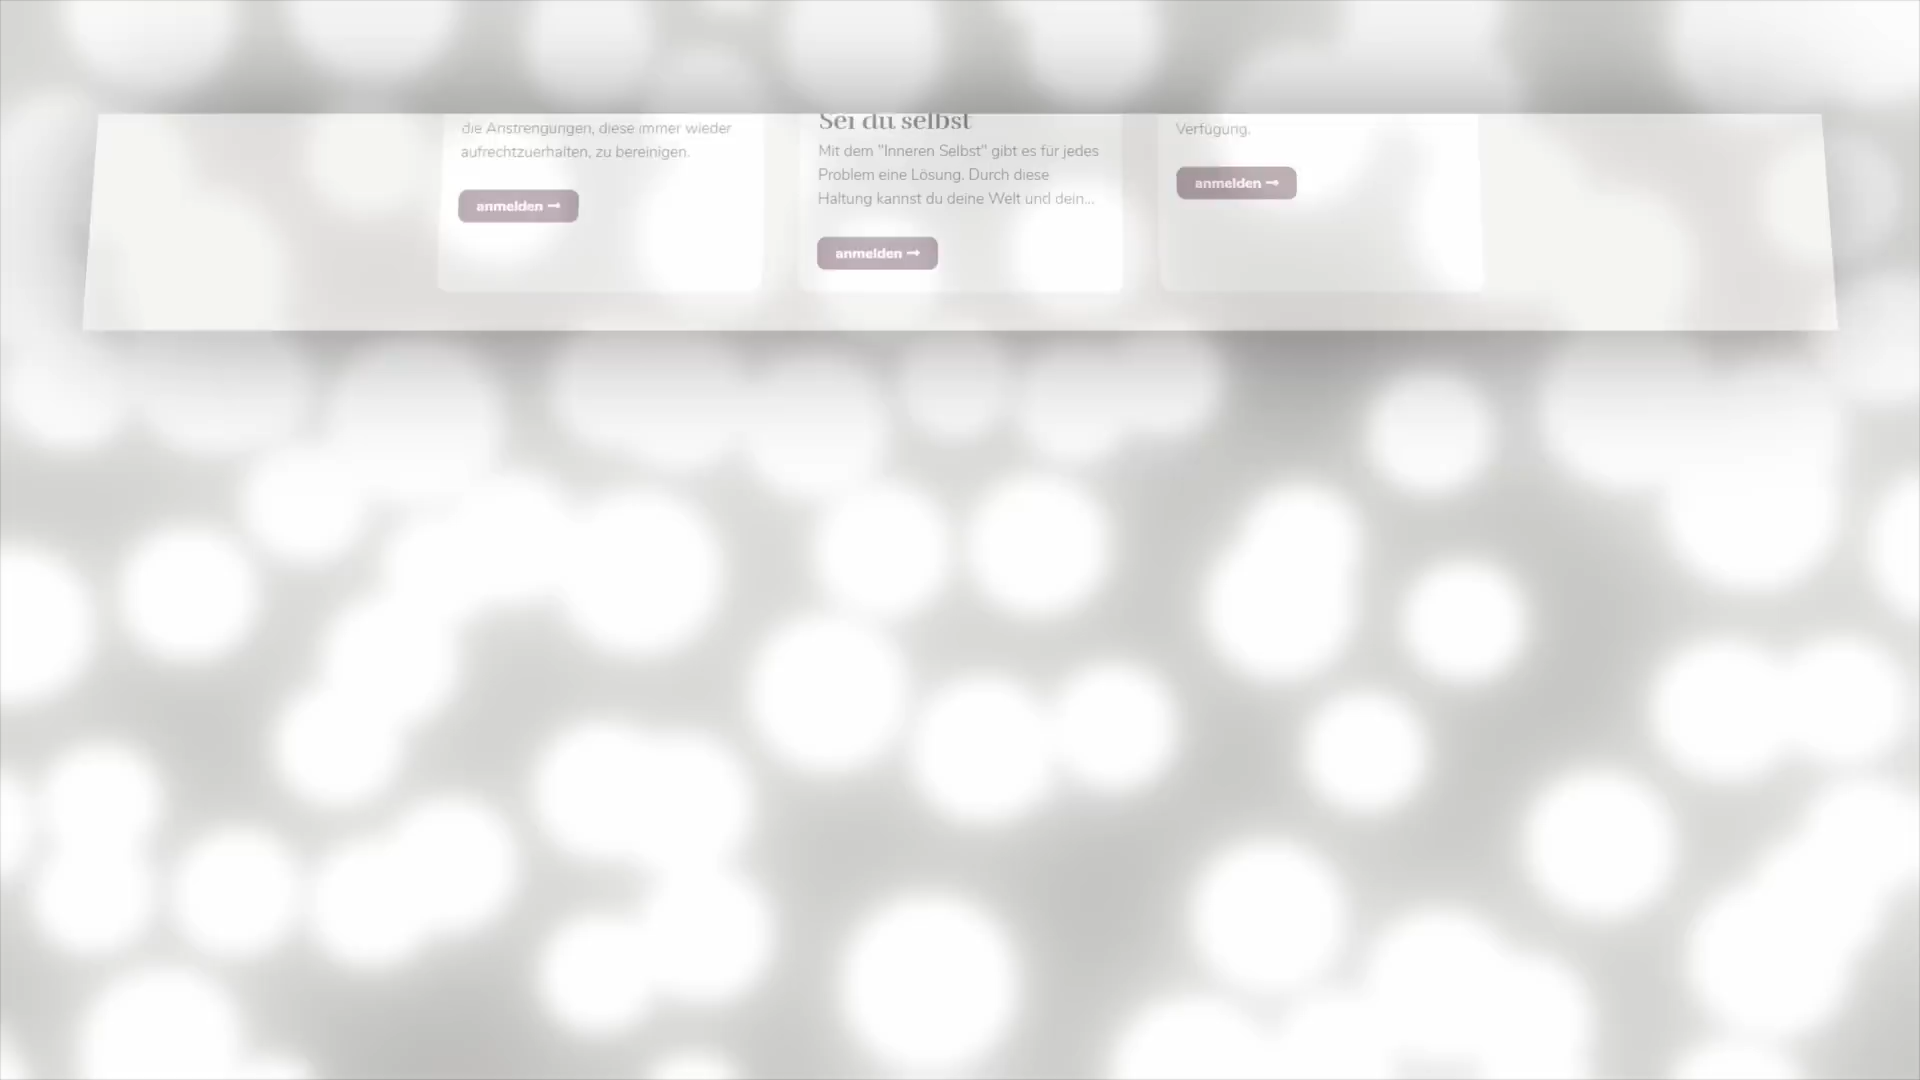 die Anstrengungen, diese immer wieder
aufrechtzuerhalten, zu bereinigen.
anmelden →
Sei du selbst
Mit dem "Inneren Selbst" gibt es für jedes
Problem eine Lösung. Durch diese
Haltung kannst du deine Welt und dein...
anmelden →
Verfügung.
anmelden →